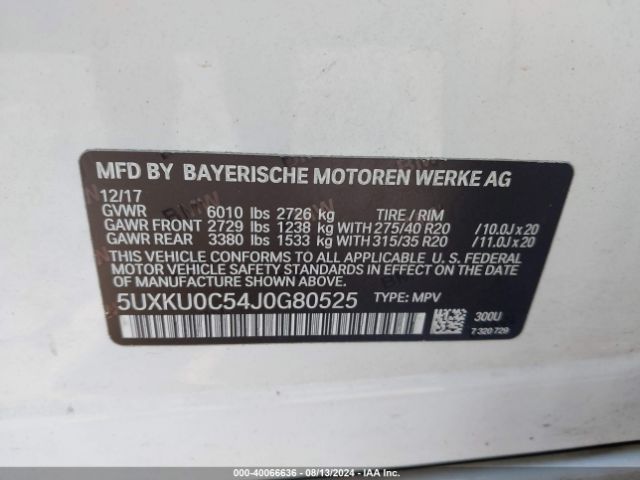 MFD BY BAYERISCHE MOTOREN WERKE AG
12/17
GVWR 6010 lbs 2726 kg TIRE / RIM
GAWR FRONT 2729 lbs 1238 kg WITH 275/40 R20 /10.0J x 20
GAWR REAR 3380 lbs 1533 kg WITH 315/35 R20 /11.0J x 20
THIS VEHICLE CONFORMS TO ALL APPLICABLE U. S. FEDERAL
MOTOR VEHICLE SAFETY STANDARDS IN EFFECT ON THE DATE OF
MANUFACTURE SHOWN ABOVE.
5UXKU0C54J0G80525 TYPE: MPV
300U
7 320 729
000-40066636 - 08/13/2024 - IAA Inc.